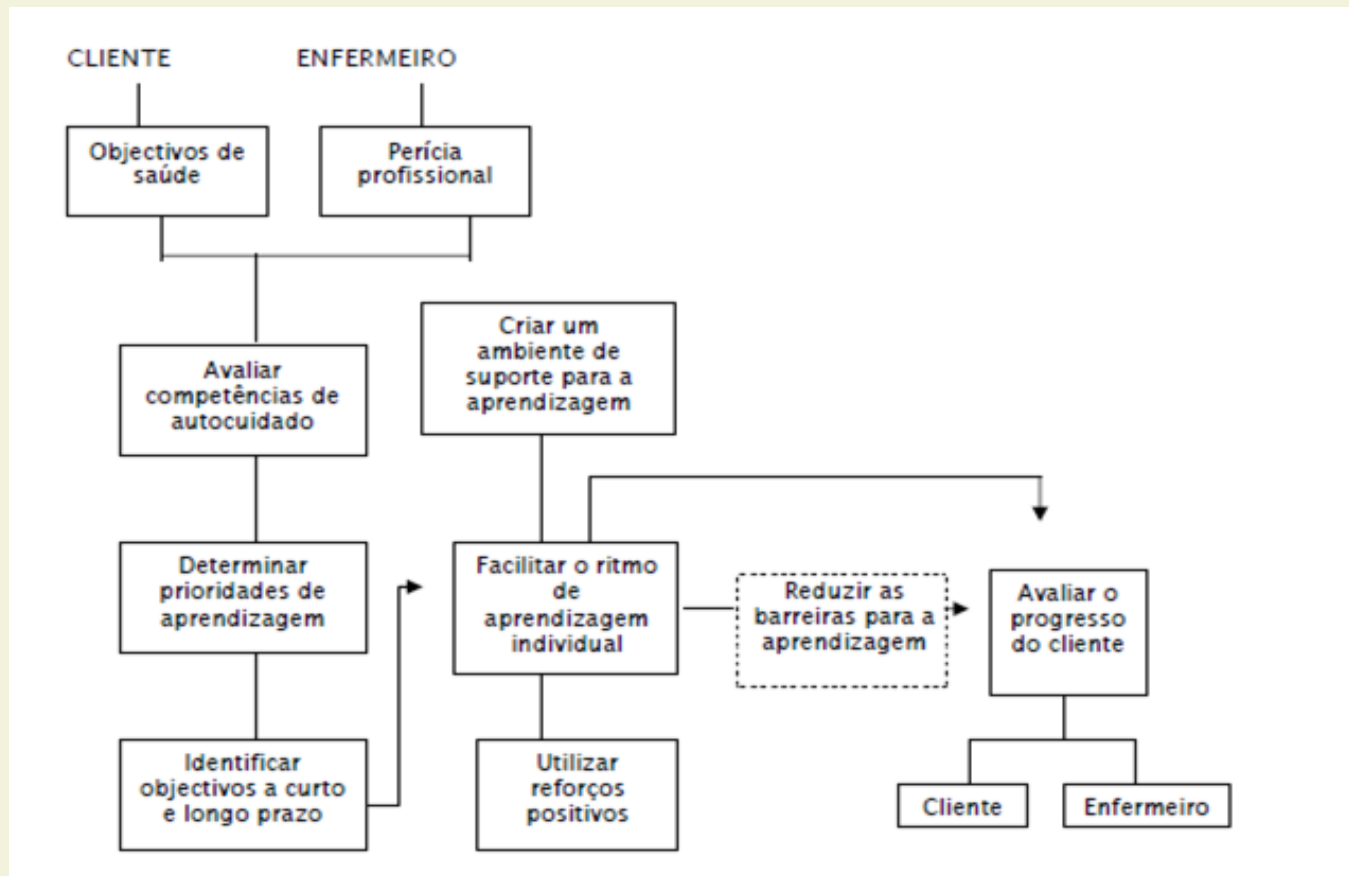 CLIENTE
ENFERMEIRO
Objectivos de
saúde
Perícia
profissional
Avaliar
competências de
autocuidado
Criar um
ambiente de
suporte para a
aprendizagem
Determinar
prioridades de
aprendizagem
Facilitar o ritmo
de
aprendizagem
individual
Reduzir as
barreiras para a
aprendizagem
Avaliar o
progresso
do cliente
Identificar
objectivos a curto
e longo prazo
Utilizar
reforços
positivos
Cliente
Enfermeiro